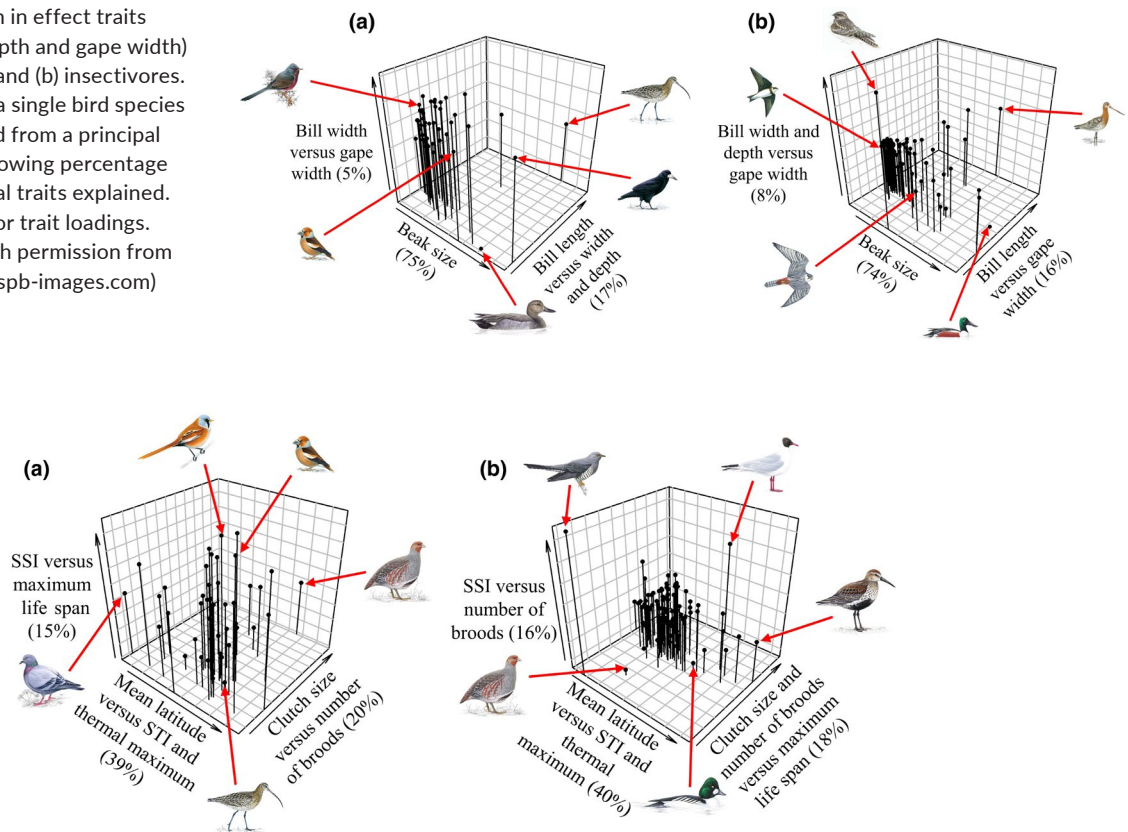 n in effect traits
pth and gape width)
and (b) insectivores.
a single bird species
d from a principal
owing percentage
al traits explained.
or trait loadings.
h permission from
spb-images.com)
(a)
Bill width
versus gape
width (5%)
Beak size
(75%)
Bill length
versus width
and depth
(17%)
(b)
Bill width and
depth versus
gape width
(8%)
Beak size
(74%)
Bill length
versus gape
width (16%)
(a)
SSI versus
maximum
life span
(15%)
Mean latitude
versus STI and
thermal maximum
(39%)
Clutch size
versus number
of broods (20%)
(b)
SSI versus
number of
broods (16%)
Mean latitude
versus STI and
thermal
maximum (40%)
Clutch size and
number of broods
versus maximum
life span (18%)